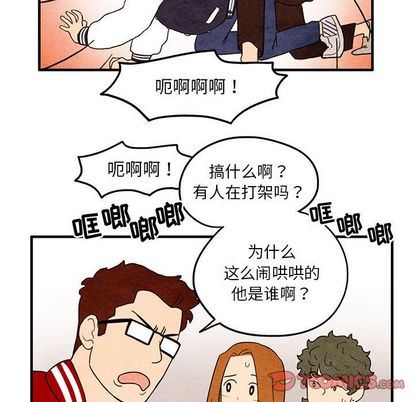 呃啊啊啊！
呃啊啊！
搞什么啊？
有人在打架吗？
哐啷啷啷
哐啷啷
为什么
这么闹哄哄的
他是谁啊？